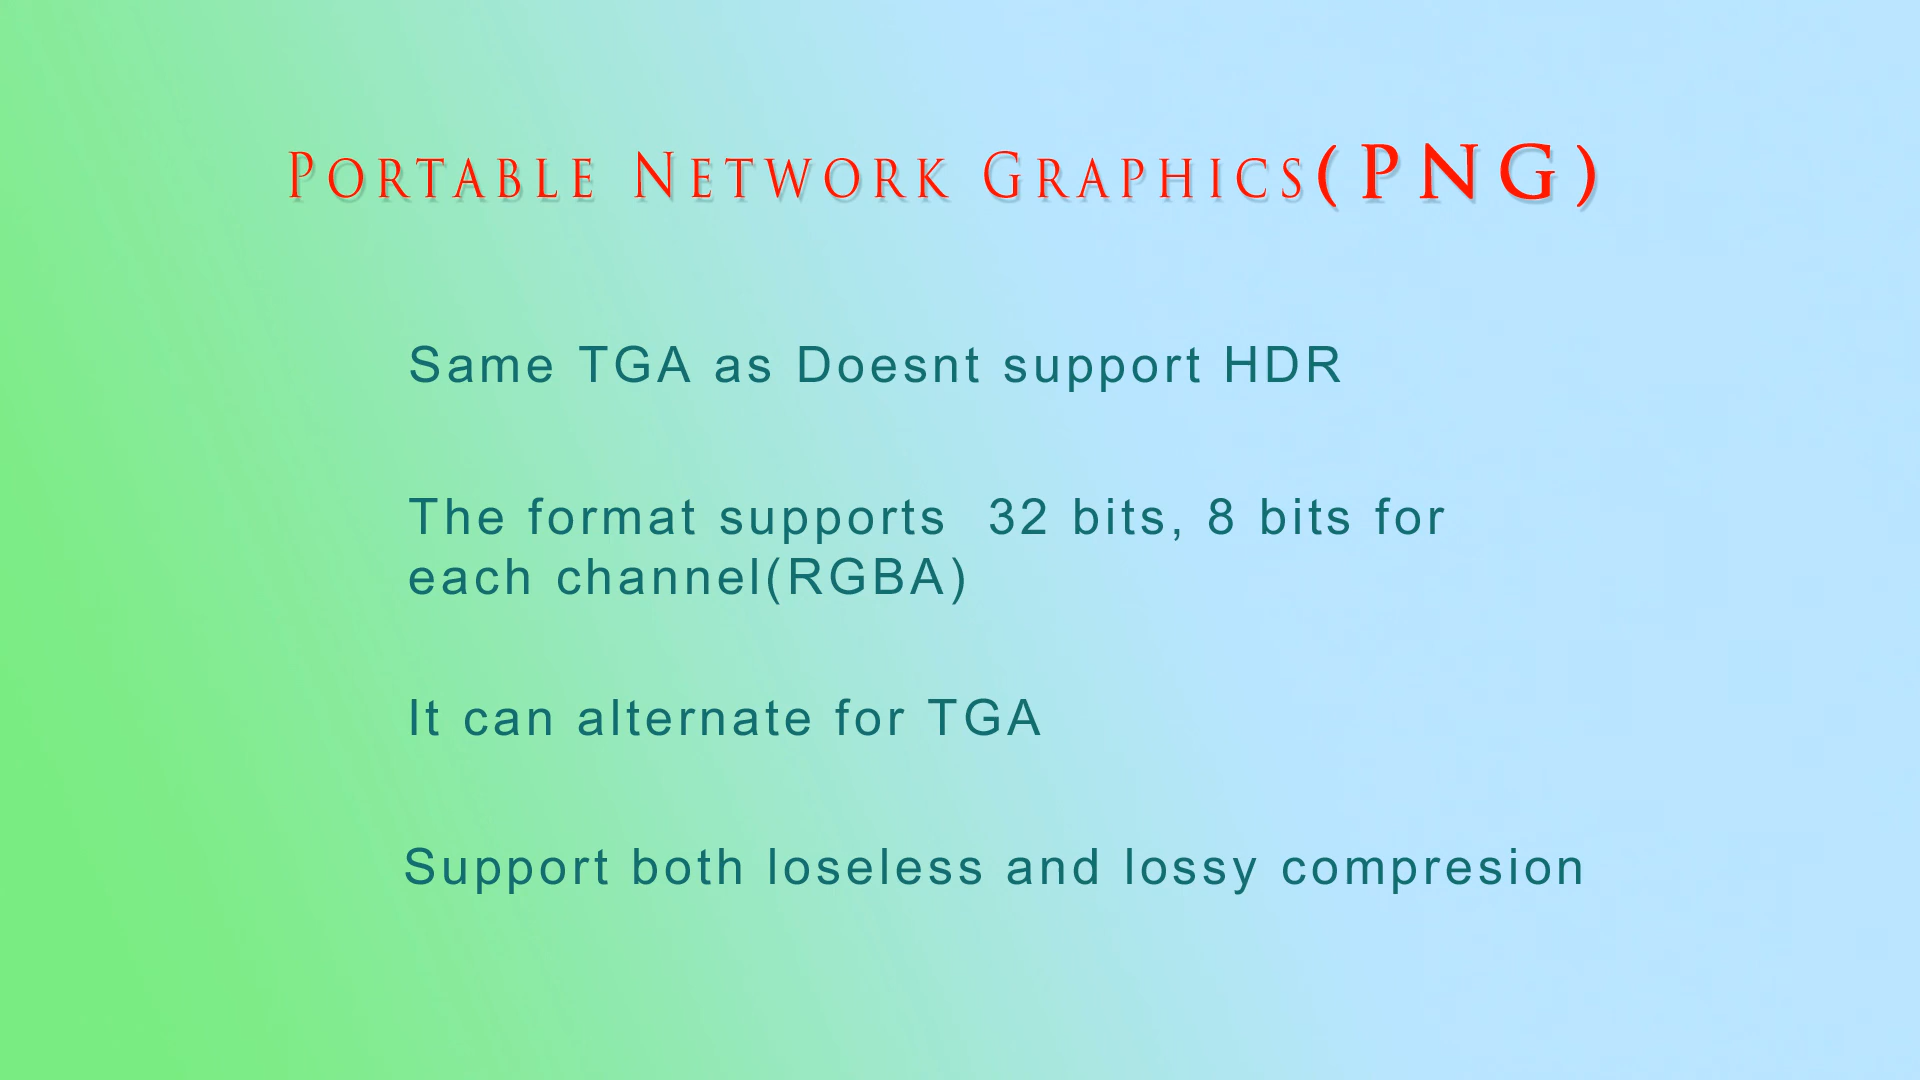 Portable Network Graphics(PNG)
Same TGA as Doesnt support HDR
The format supports  32 bits, 8 bits for
each channel(RGBA)
It can alternate for TGA
Support both loseless and lossy compresion